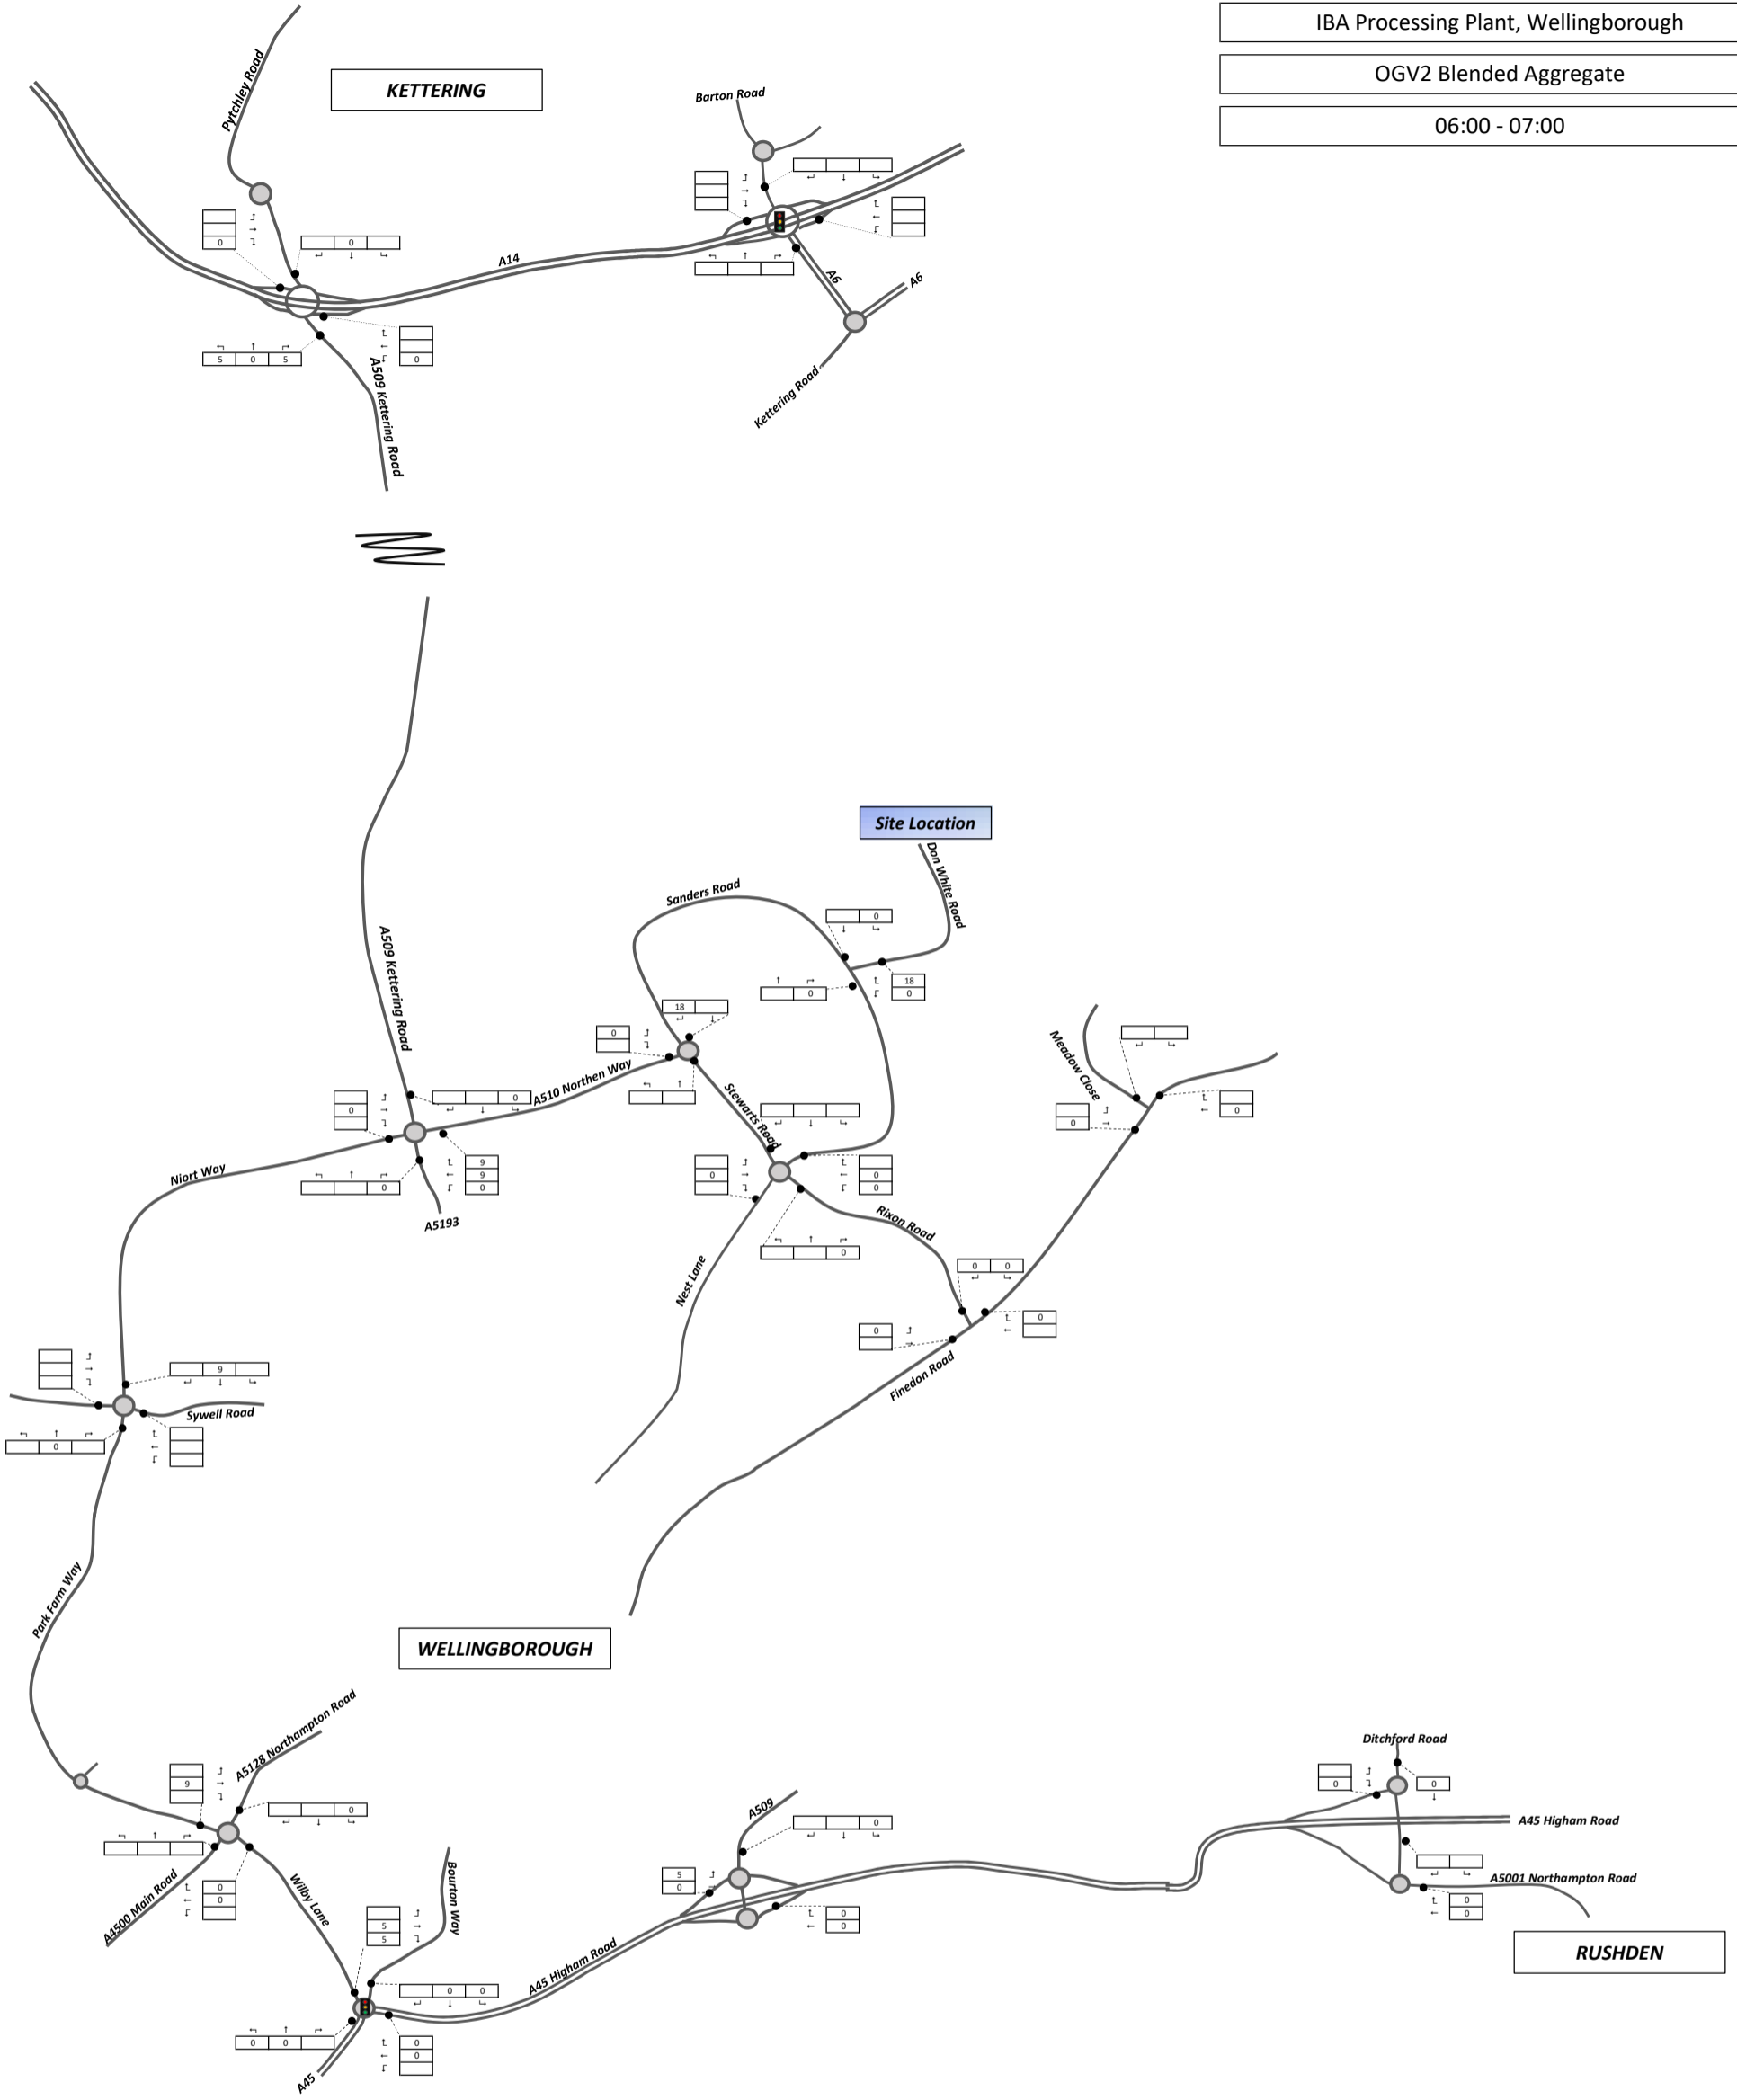 IBA Processing Plant, Wellingborough
OGV2 Blended Aggregate
06:00 - 07:00
KETTERING
Pytchley Road
Barton Road
0
0
A14
A6
A6
5 0 5
0
A509 Kettering Road
Kettering Road
Site Location
Don White Road
Sanders Road
0
A509 Kettering Road
18
0
0
18
0
A510 Northen Way
Stewarts Road
Meadow Close
0
0
0
0
9
9
0
0
Niort Way
A5193
0
0
0
0
Rixon Road
Nest Lane
0 0
0
0
Finedon Road
9
Sywell Road
0
Park Farm Way
WELLINGBOROUGH
A5128 Northampton Road
9
0
A4500 Main Road
0
0
Wilby Lane
Bourton Way
5
5
0 0
0 0
0
0
A45
A45 Higham Road
A509
0
5
0
0
0
Ditchford Road
0
0
A45 Higham Road
A5001 Northampton Road
0
0
RUSHDEN